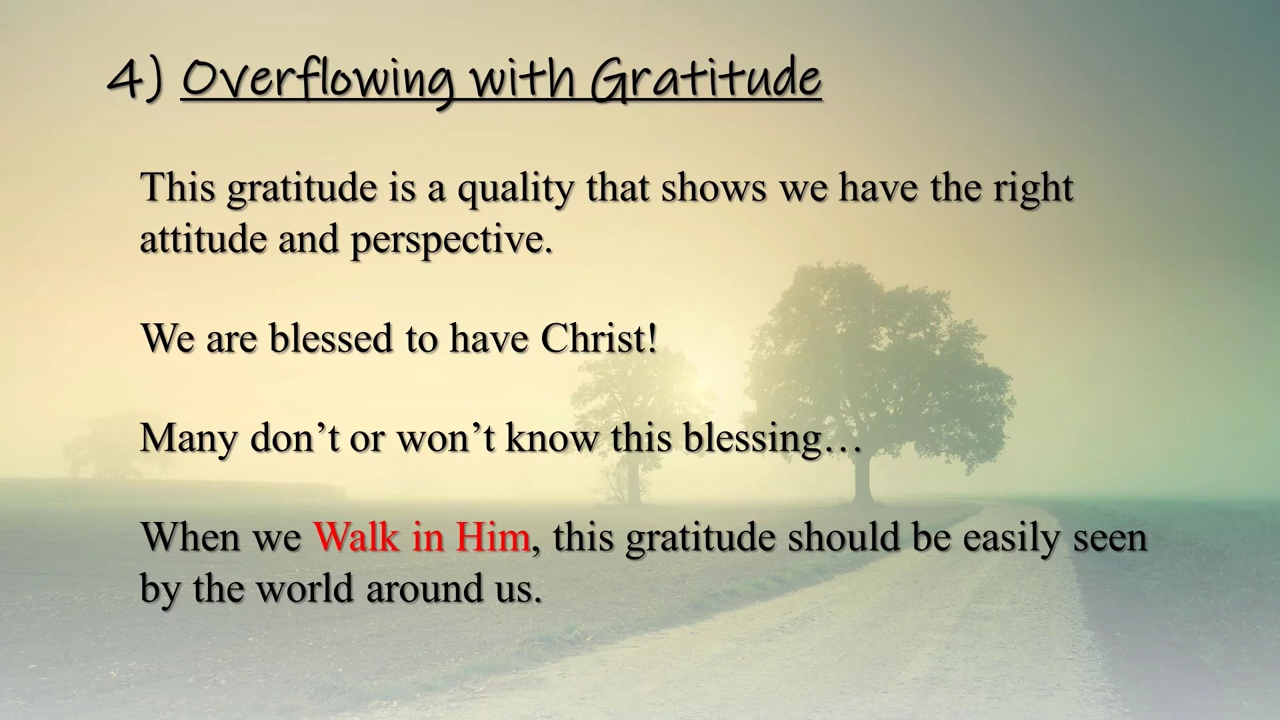 4) Overflowing with Gratitude
This gratitude is a quality that shows we have the right
attitude and perspective.
We are blessed to have Christ!
Many don’t or won’t know this blessing…
When we Walk in Him, this gratitude should be easily seen
by the world around us.